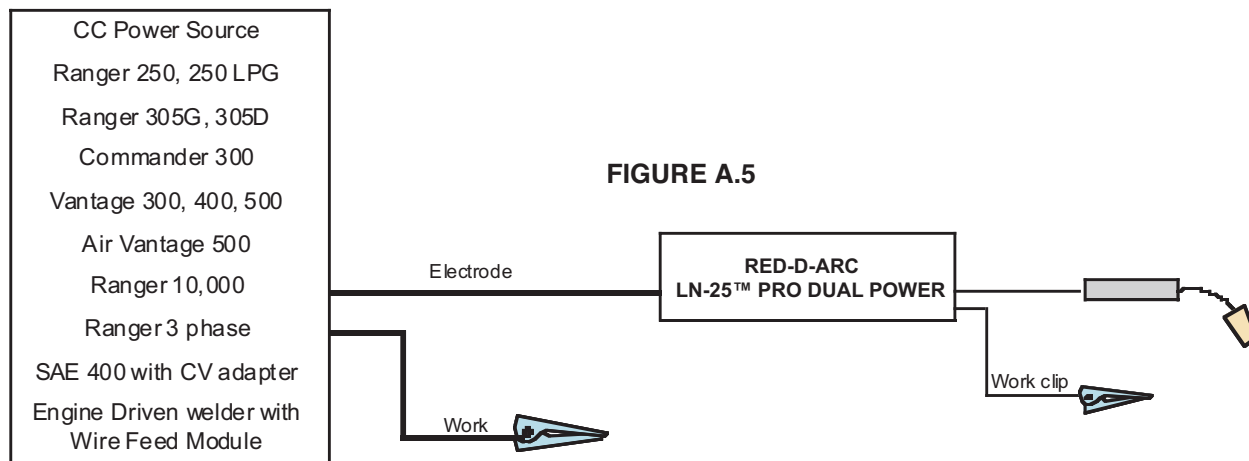 CC Power Source
Ranger 250, 250 LPG
Ranger 305G, 305D
Commander 300
Vantage 300, 400, 500
Air Vantage 500
Ranger 10,000
Ranger 3 phase
SAE 400 with CV adapter
Engine Driven welder with
Wire Feed Module
FIGURE A.5
Electrode
RED-D-ARC
LN-25™ PRO DUAL POWER
Work clip
Work